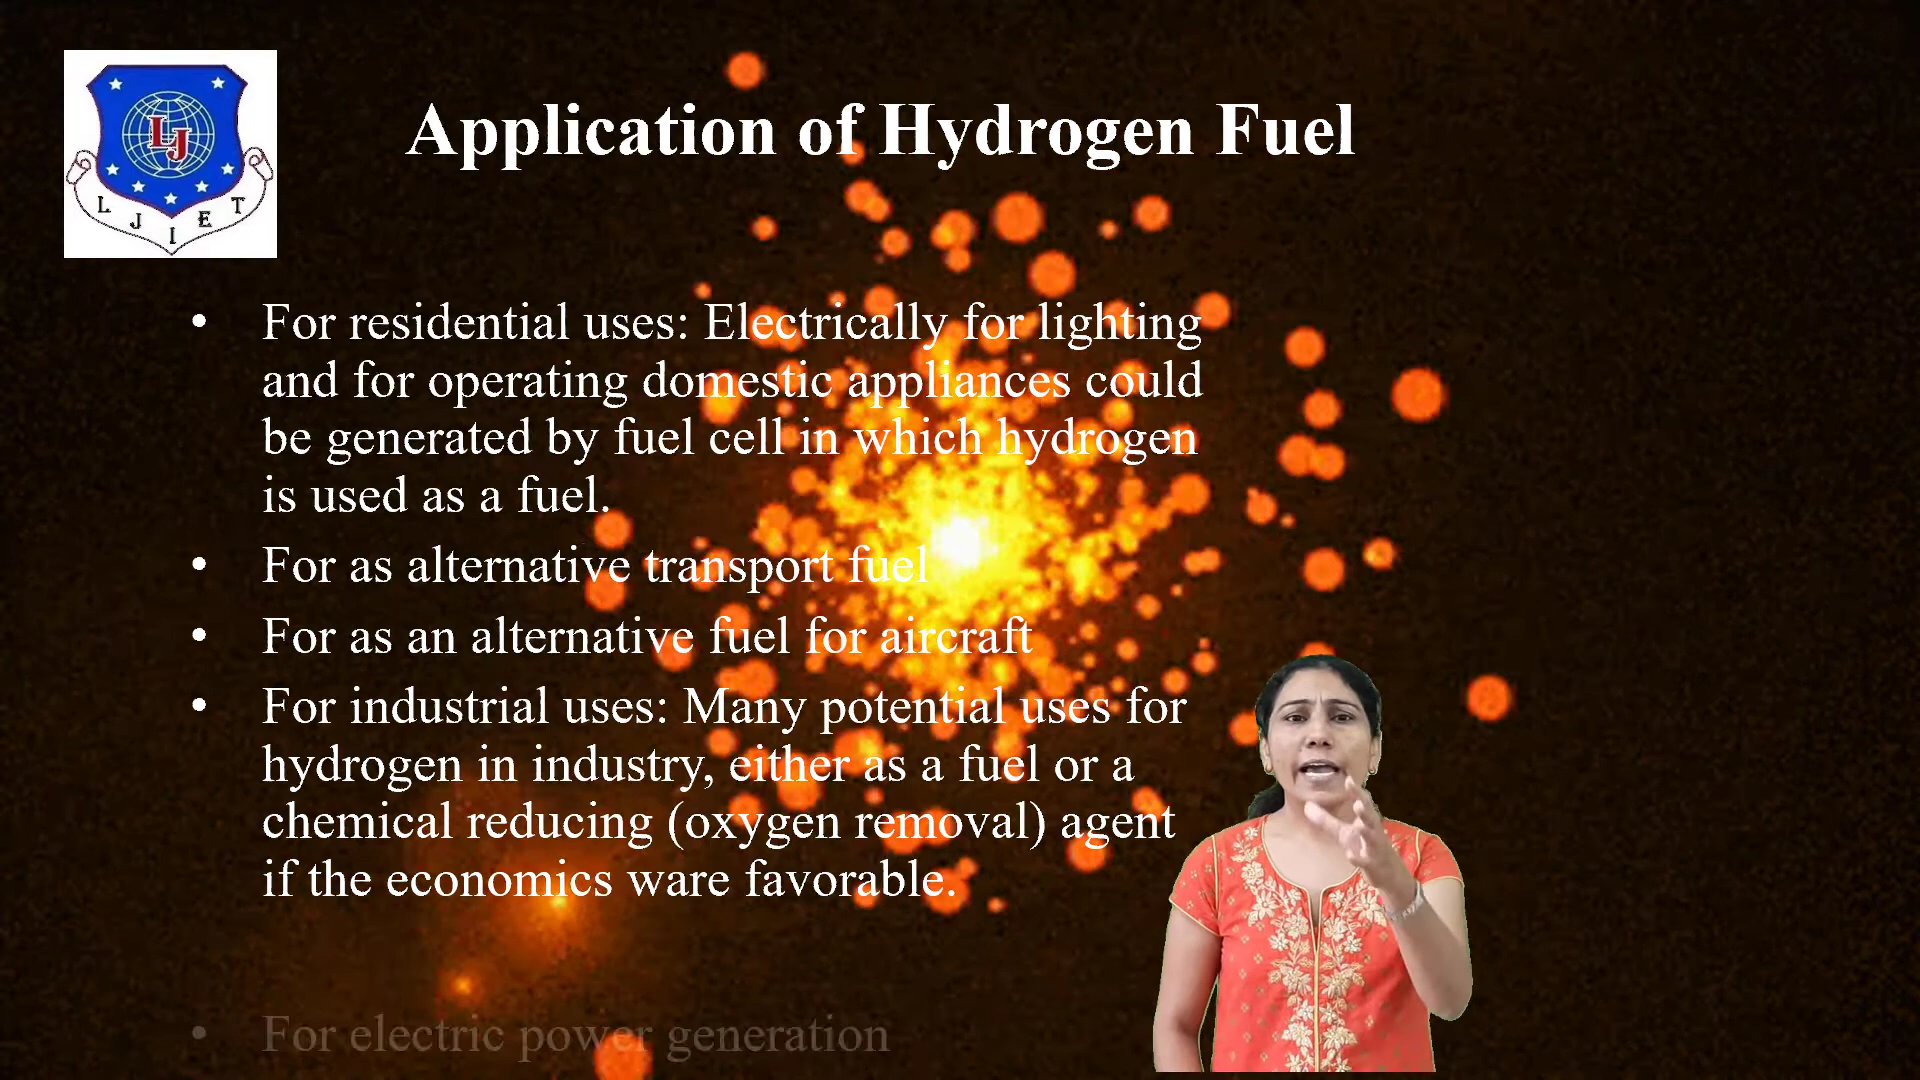 LJ
L J I E T
Application of Hydrogen Fuel
• For residential uses: Electrically for lighting
and for operating domestic appliances could
be generated by fuel cell in which hydrogen
is used as a fuel.
• For as alternative transport fuel
• For as an alternative fuel for aircraft
• For industrial uses: Many potential uses for
hydrogen in industry, either as a fuel or a
chemical reducing (oxygen removal) agent
if the economics ware favorable.
• For electric power generation